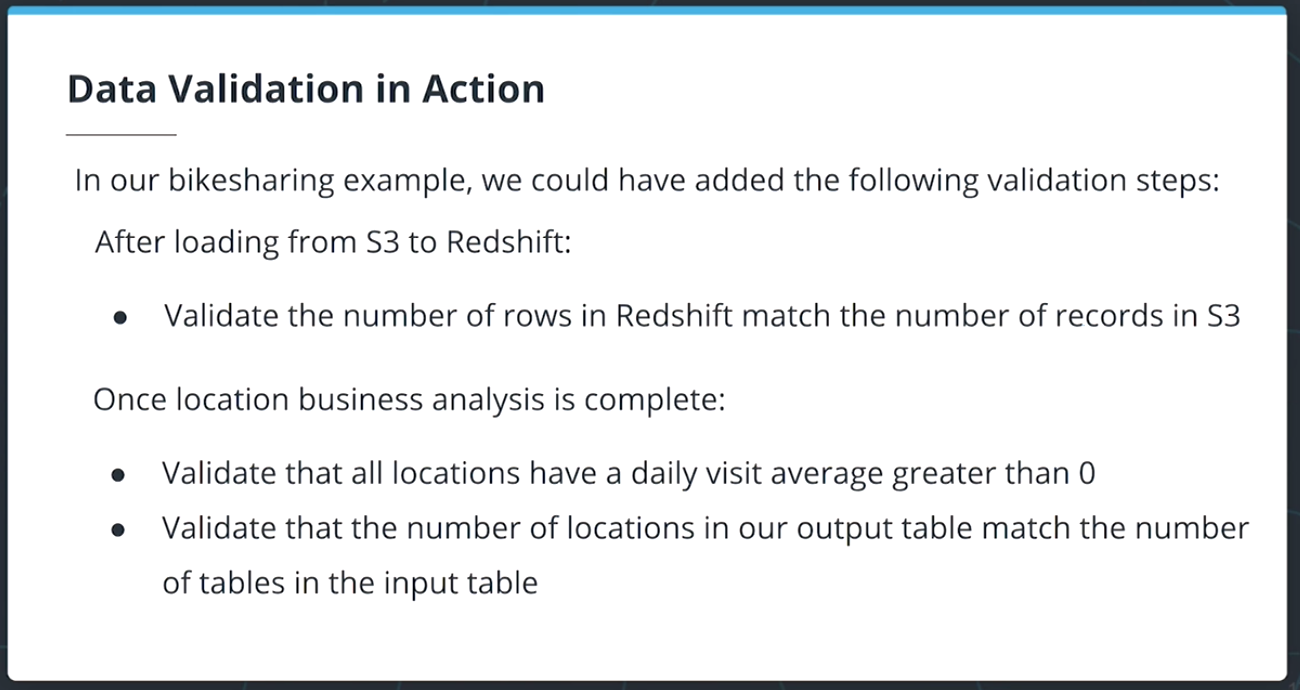 Data Validation in Action
In our bikesharing example, we could have added the following validation steps:
After loading from S3 to Redshift:
● Validate the number of rows in Redshift match the number of records in S3
Once location business analysis is complete:
● Validate that all locations have a daily visit average greater than 0
● Validate that the number of locations in our output table match the number
of tables in the input table